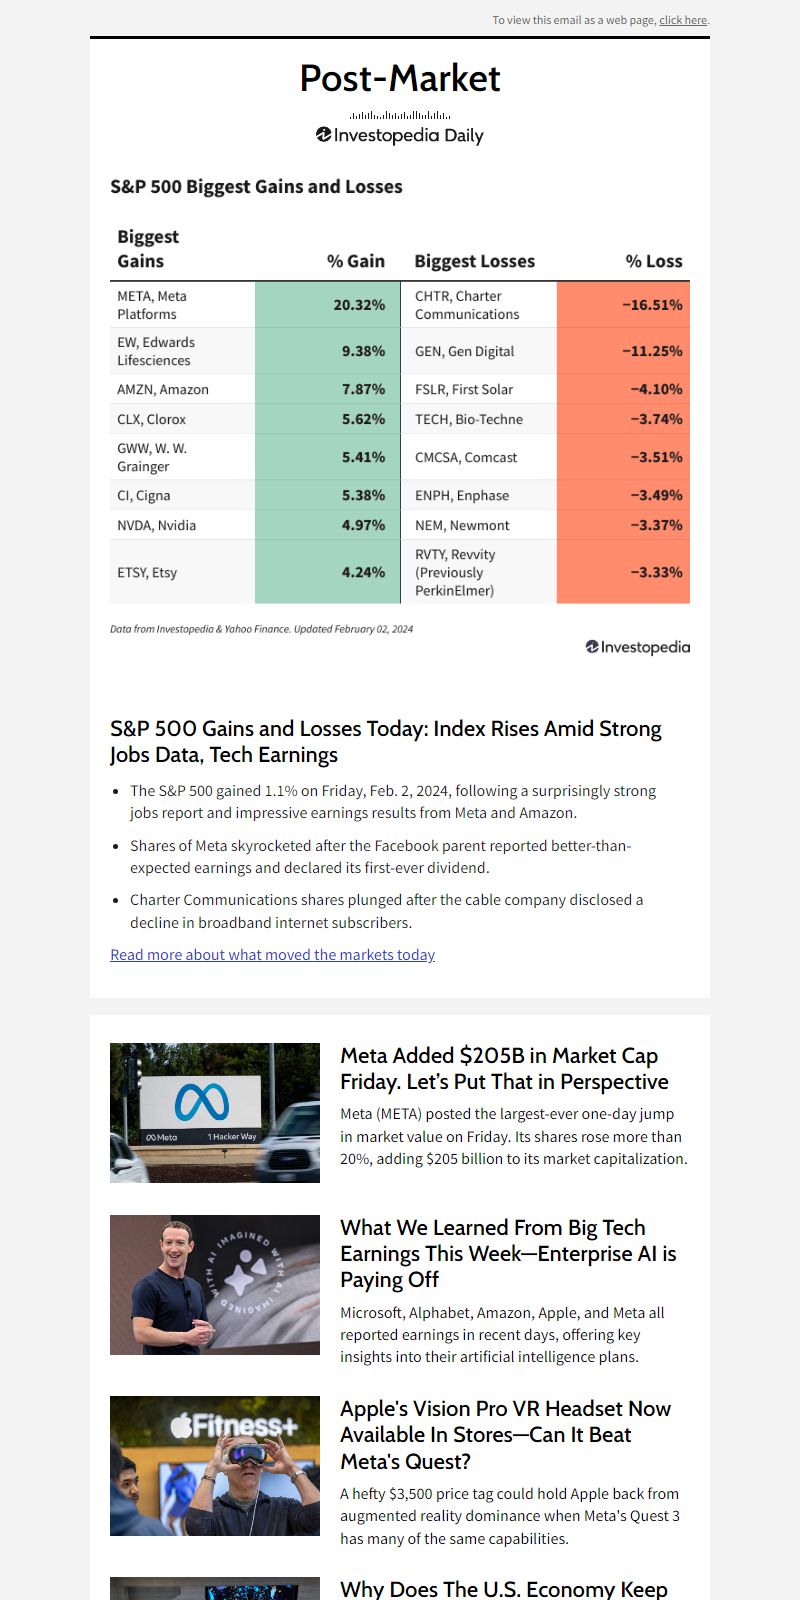 To view this email as a web page, click here.
Post-Market
Investopedia Daily
S&P 500 Biggest Gains and Losses
Biggest
Gains
% Gain
Biggest Losses
% Loss
META, Meta
Platforms
20.32%
CHTR, Charter
Communications
−16.51%
EW, Edwards
Lifesciences
9.38%
GEN, Gen Digital
−11.25%
AMZN, Amazon
7.87%
FSLR, First Solar
−4.10%
CLX, Clorox
5.62%
TECH, Bio-Techne
−3.74%
GWW, W. W.
Grainger
5.41%
CMCSA, Comcast
−3.51%
CI, Cigna
5.38%
ENPH, Enphase
−3.49%
NVDA, Nvidia
4.97%
NEM, Newmont
−3.37%
ETSY, Etsy
4.24%
RVTY, Revvity
(Previously
PerkinElmer)
−3.33%
Data from Investopedia & Yahoo Finance. Updated February 02, 2024
Investopedia
S&P 500 Gains and Losses Today: Index Rises Amid Strong
Jobs Data, Tech Earnings
• The S&P 500 gained 1.1% on Friday, Feb. 2, 2024, following a surprisingly strong
jobs report and impressive earnings results from Meta and Amazon.
• Shares of Meta skyrocketed after the Facebook parent reported better-than-
expected earnings and declared its first-ever dividend.
• Charter Communications shares plunged after the cable company disclosed a
decline in broadband internet subscribers.
Read more about what moved the markets today
Meta
1 Hacker Way
Meta Added $205B in Market Cap
Friday. Let’s Put That in Perspective
Meta (META) posted the largest-ever one-day jump
in market value on Friday. Its shares rose more than
20%, adding $205 billion to its market capitalization.
IMAGINED WITH AI IMAGINED WITH AI
What We Learned From Big Tech
Earnings This Week—Enterprise AI is
Paying Off
Microsoft, Alphabet, Amazon, Apple, and Meta all
reported earnings in recent days, offering key
insights into their artificial intelligence plans.
Fitness+
Apple's Vision Pro VR Headset Now
Available In Stores—Can It Beat
Meta's Quest?
A hefty $3,500 price tag could hold Apple back from
augmented reality dominance when Meta's Quest 3
has many of the same capabilities.
Why Does The U.S. Economy Keep